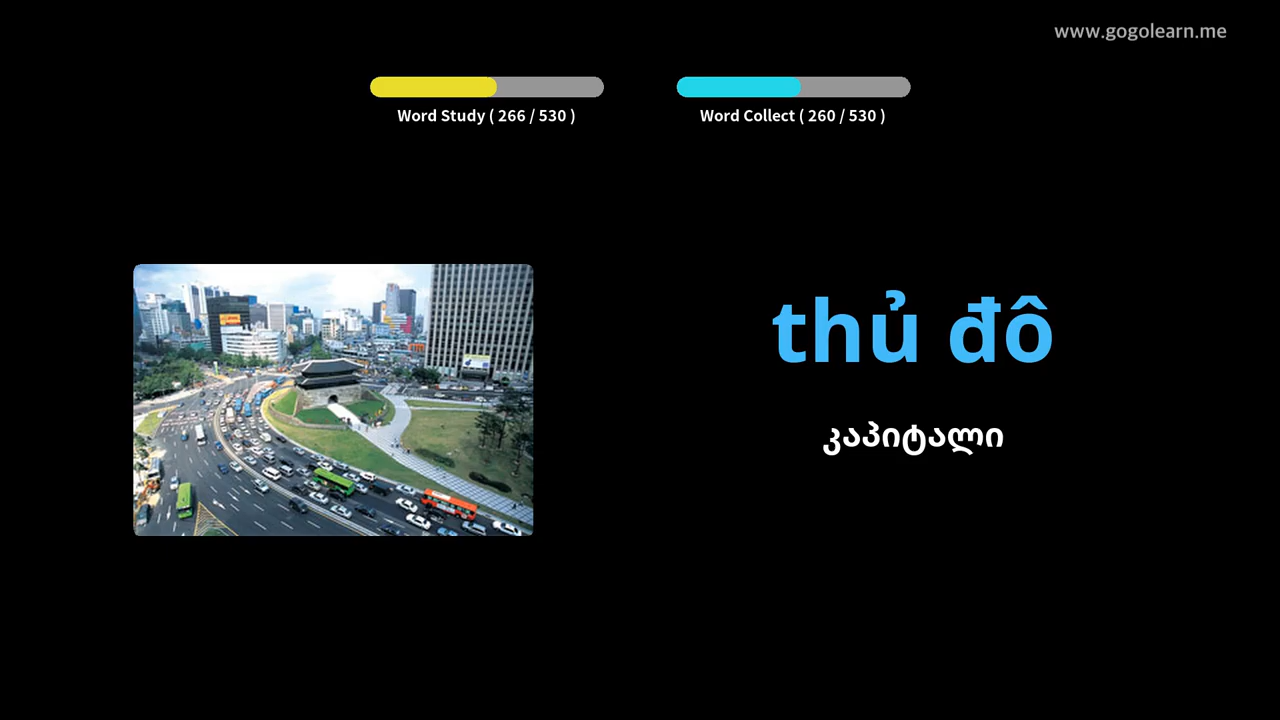 www.gogolearn.me
Word Study ( 266 / 530 )
Word Collect ( 260 / 530 )
thủ đô
კაპიტალი